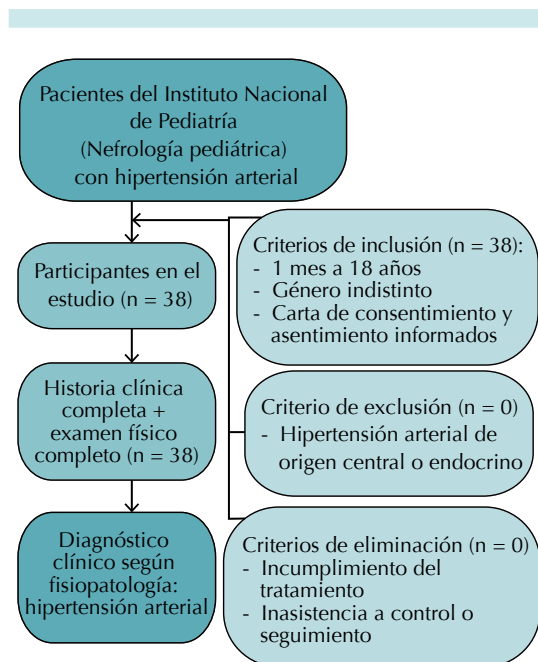 Pacientes del Instituto Nacional
de Pediatría
(Nefrología pediátrica)
con hipertensión arterial
Participantes en el
estudio (n = 38)
Historia clínica
completa +
examen físico
completo (n = 38)
Diagnóstico
clínico según
fisiopatología:
hipertensión arterial
Criterios de inclusión (n = 38):
- 1 mes a 18 años
- Género indistinto
- Carta de consentimiento y
asentimiento informados
Criterio de exclusión (n = 0)
- Hipertensión arterial de
origen central o endocrino
Criterios de eliminación (n = 0)
- Incumplimiento del
tratamiento
- Inasistencia a control o
seguimiento